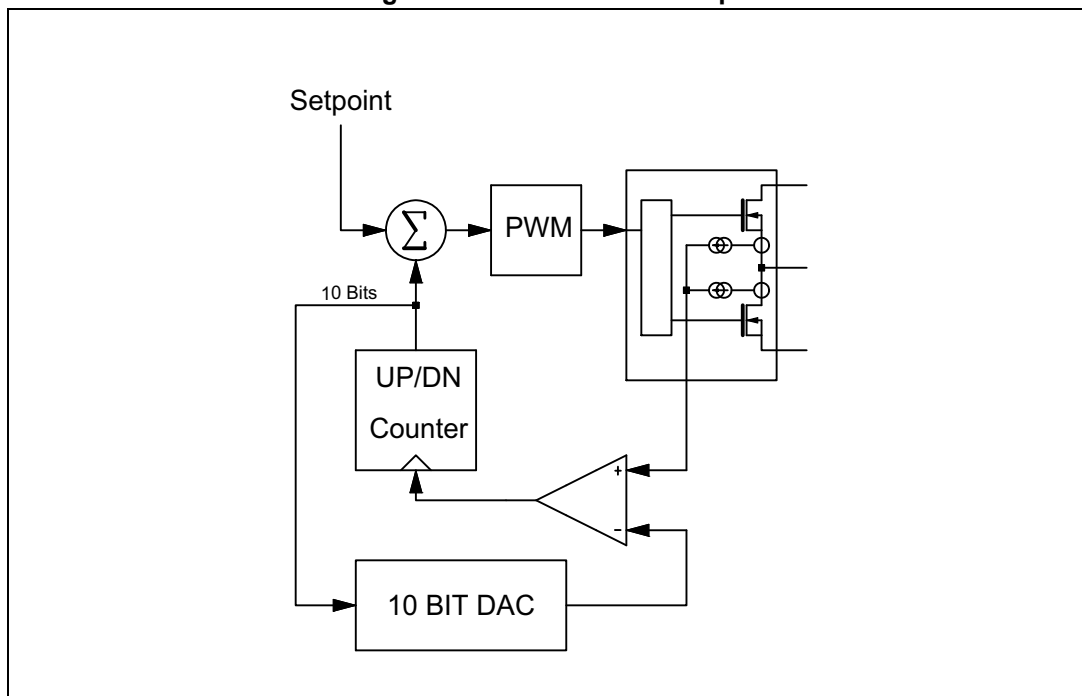 Setpoint
Σ
PWM
10 Bits
UP/DN
Counter
+
-
10 BIT DAC